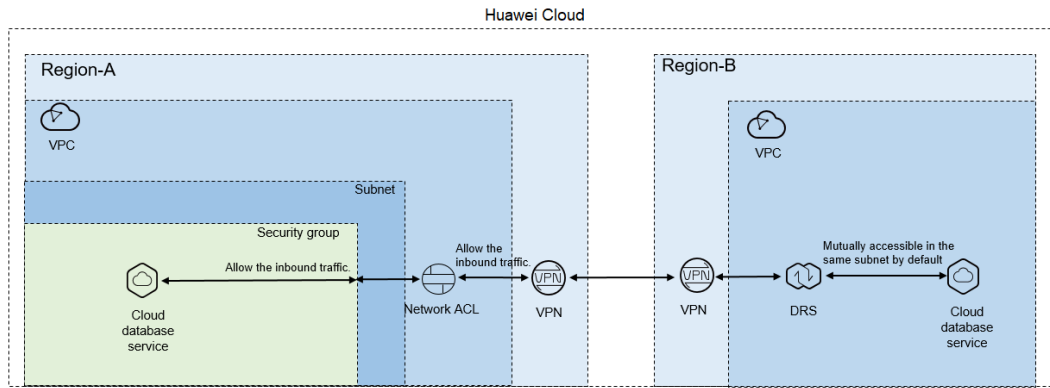 Huawei Cloud
Region-A
Region-B
VPC
VPC
Subnet
Security group
Allow the inbound traffic.
Allow the
inbound traffic.
Mutually accessible in the
same subnet by default
VPN
VPN
Network ACL
VPN
VPN
DRS
Cloud
database
service
Cloud
database
service